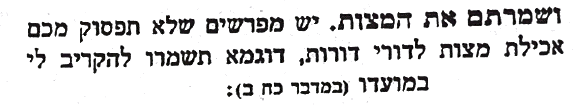 ושמרתם את המצות. יש מפרשים שלא תפסוק מכם
אכילת מצות לדורי דורות, דוגמא תשמרו להקריב לי
במועדו (במדבר כח ב):